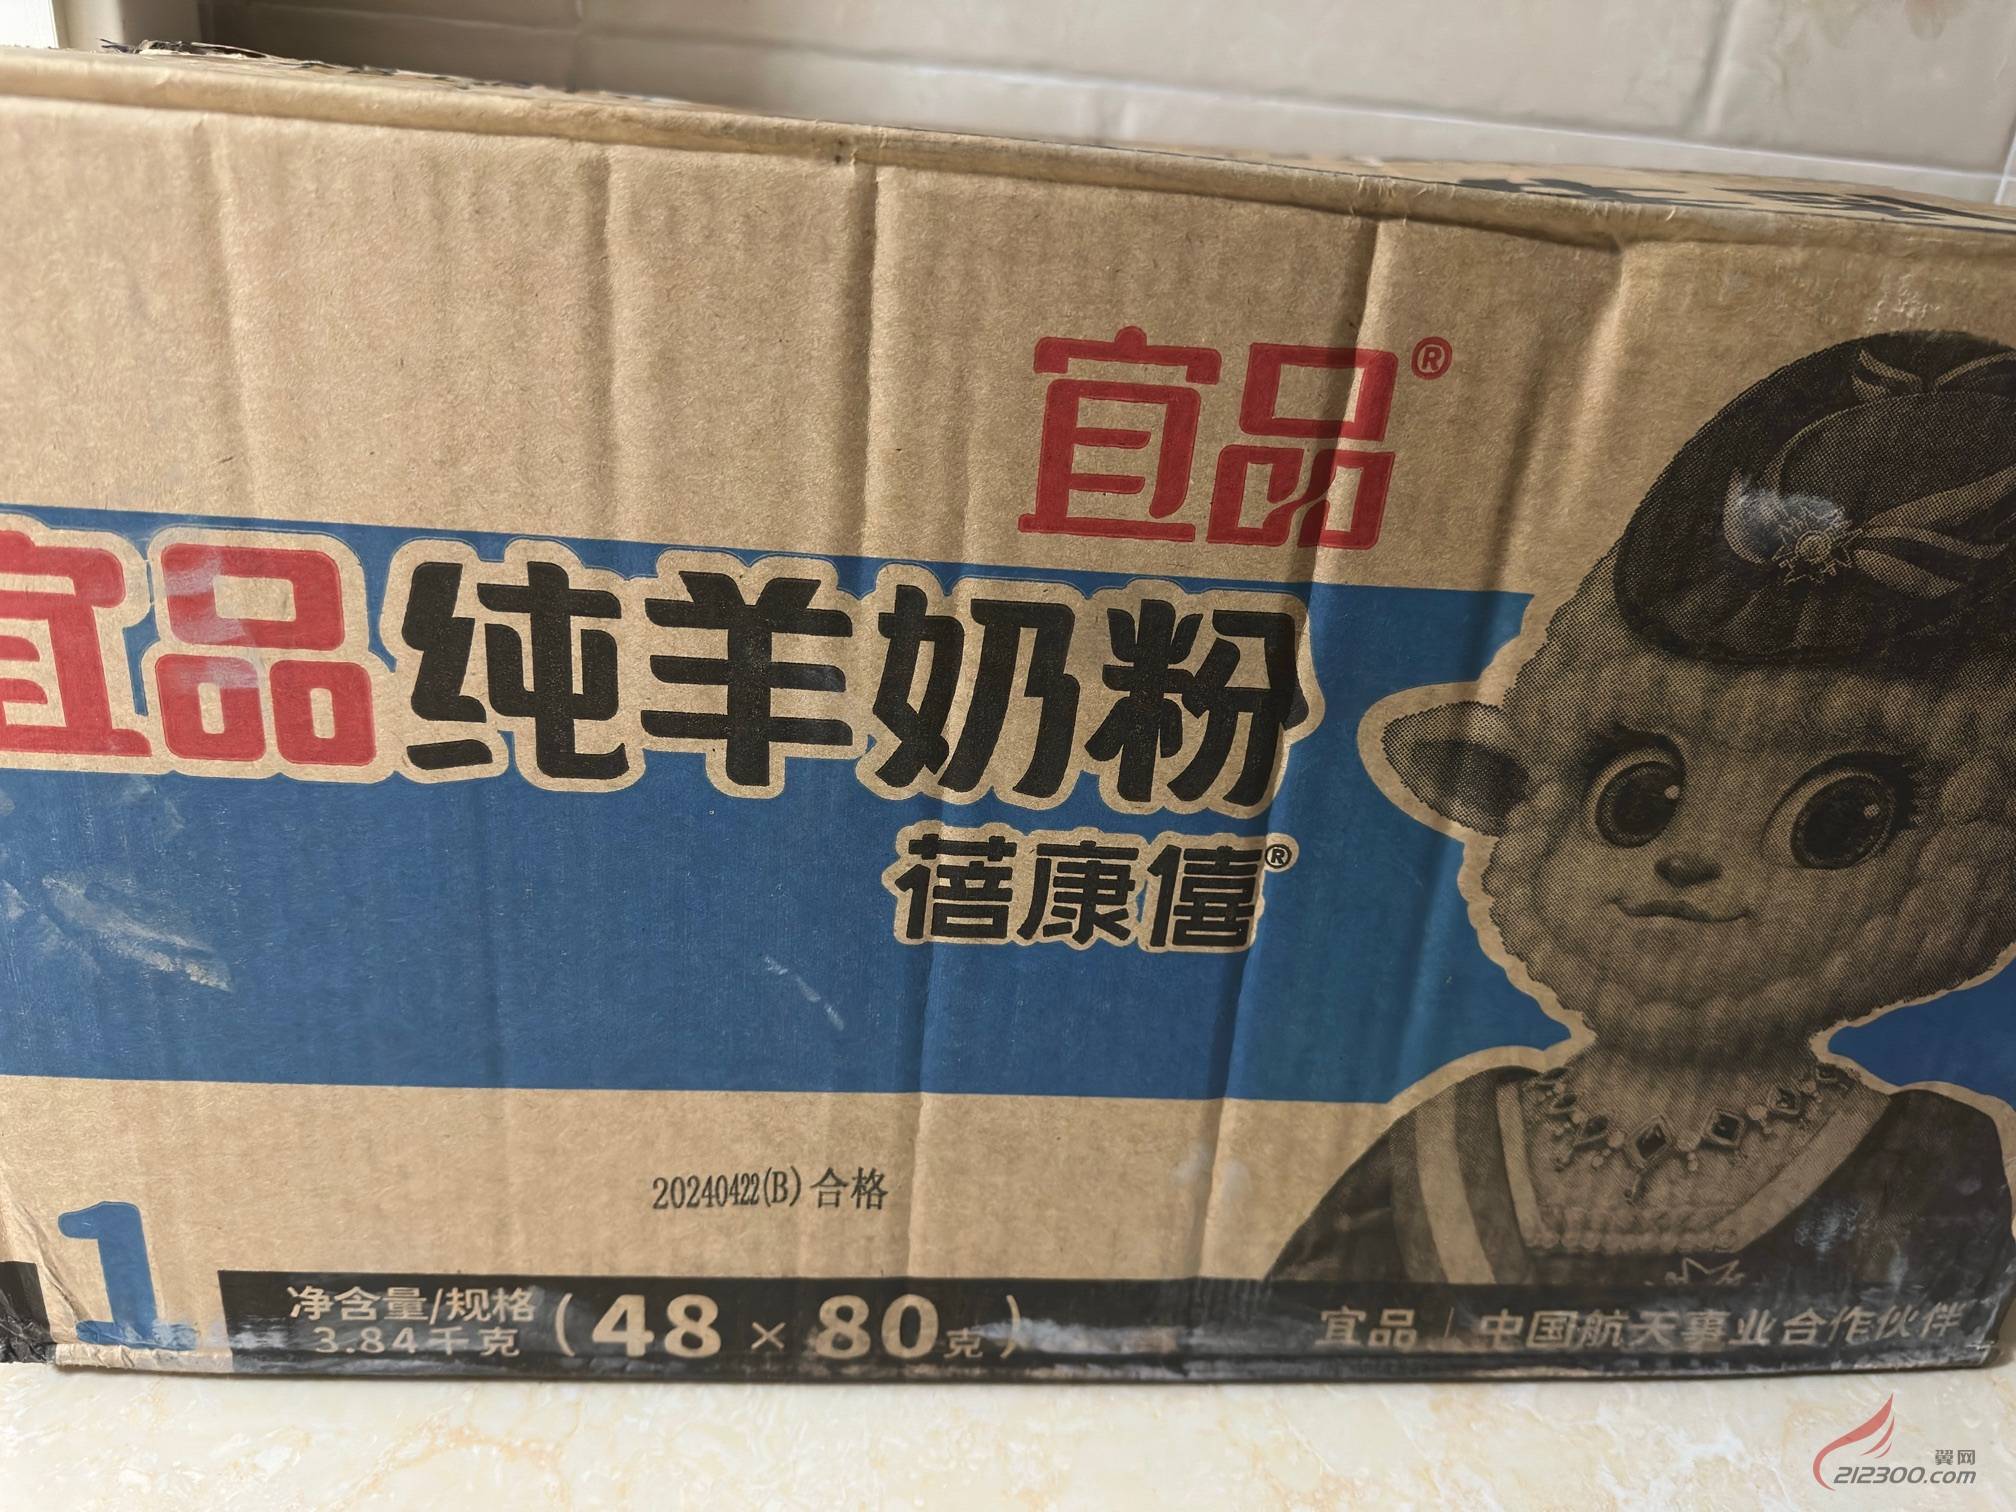 宜品®
宜品纯羊奶粉
蓓康僖®
20240422(B) 合格
1
净含量/规格
3.84千克
(48×80克)
宜品 | 中国航天事业合作伙伴
翼网
212300.com